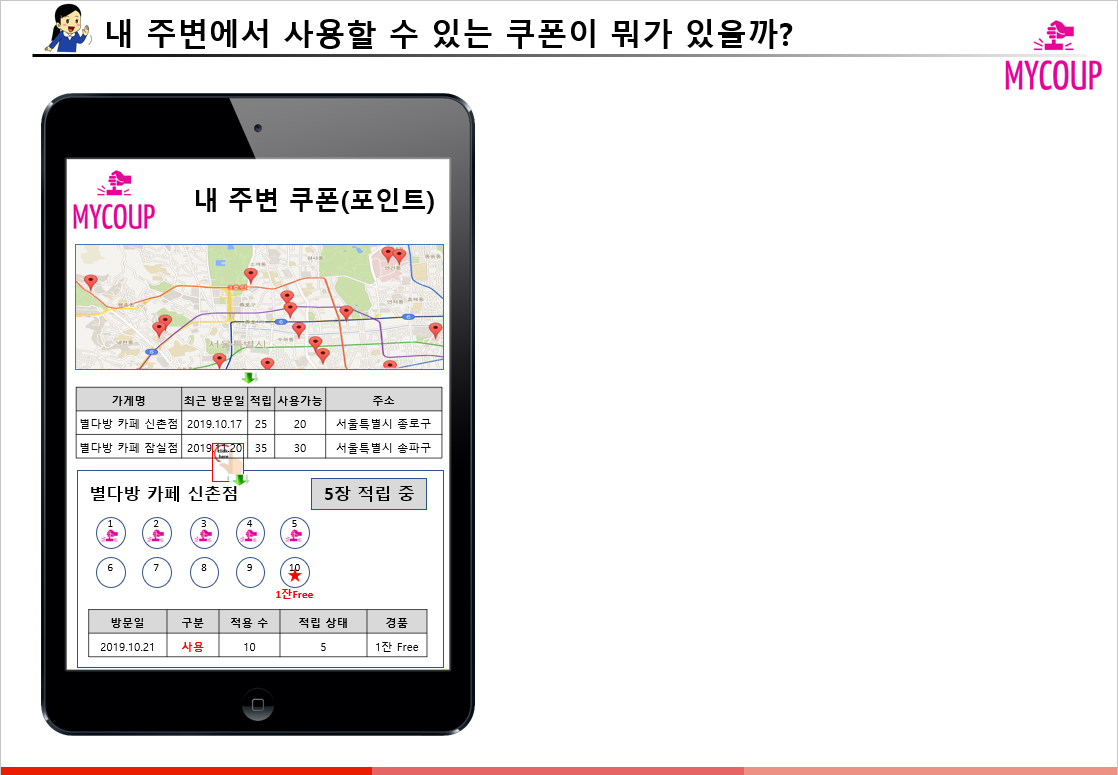 내 주변에서 사용할 수 있는 쿠폰이 뭐가 있을까?
MYCOUP
MYCOUP
내 주변 쿠폰(포인트)
서울특별시
가게명 최근 방문일 적립 사용가능 주소
별다방 카페 신촌점 2019.10.17 25 20 서울특별시 종로구
별다방 카페 잠실점 2019.11.20 35 30 서울특별시 송파구
별다방 카페 신촌점 5장 적립 중
1 2 3 4 5
6 7 8 9 10
1잔Free
방문일 구분 적용 수 적립 상태 경품
2019.10.21 사용 10 5 1잔 Free